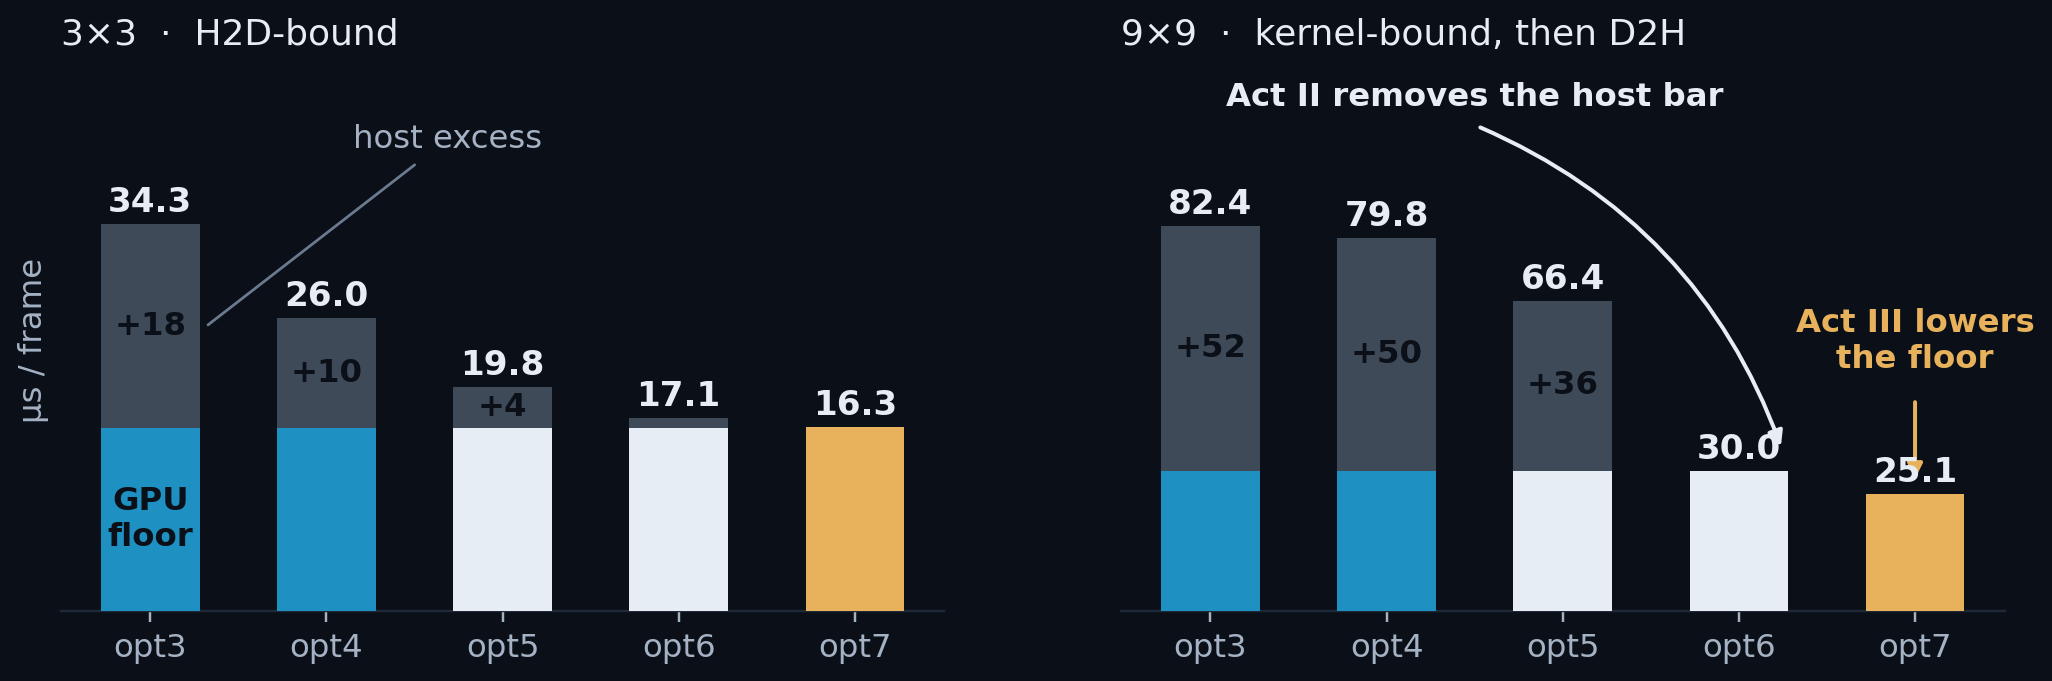 3×3 · H2D-bound
host excess
µs / frame
34.3
+18
GPU
floor
26.0
+10
19.8
+4
17.1
16.3
opt3
opt4
opt5
opt6
opt7
9×9 · kernel-bound, then D2H
Act II removes the host bar
82.4
+52
79.8
+50
66.4
+36
30.0
Act III lowers
the floor
25.1
opt3
opt4
opt5
opt6
opt7